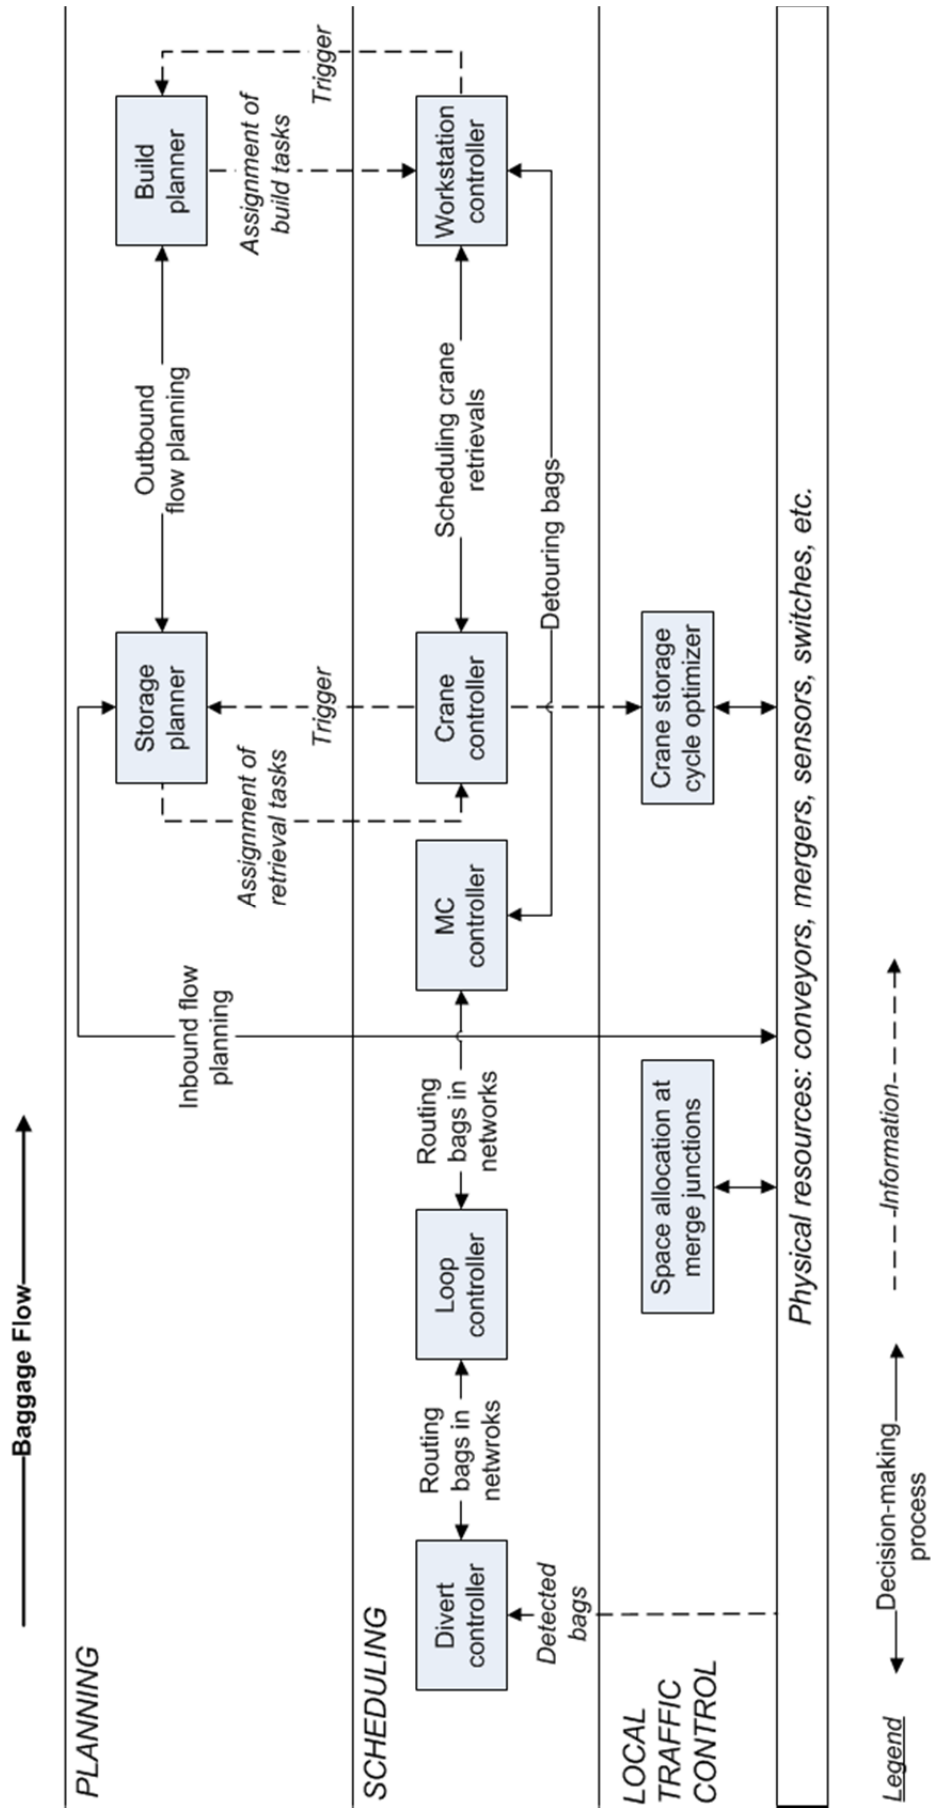 Baggage Flow
PLANNING
Inbound flow
planning
Storage
planner
Outbound
flow planning
Build
planner
Assignment of
retrieval tasks
Trigger
Assignment of
build tasks
Trigger
SCHEDULING
Divert
controller
Routing
bags in
netwroks
Loop
controller
Routing
bags in
networks
MC
controller
Crane
controller
Scheduling crane
retrievals
Workstation
controller
Detected
bags
Detouring bags
LOCAL
TRAFFIC
CONTROL
Space allocation at
merge junctions
Crane storage
cycle optimizer
Physical resources: conveyors, mergers, sensors, switches, etc.
Legend
Decision-making
process
Information